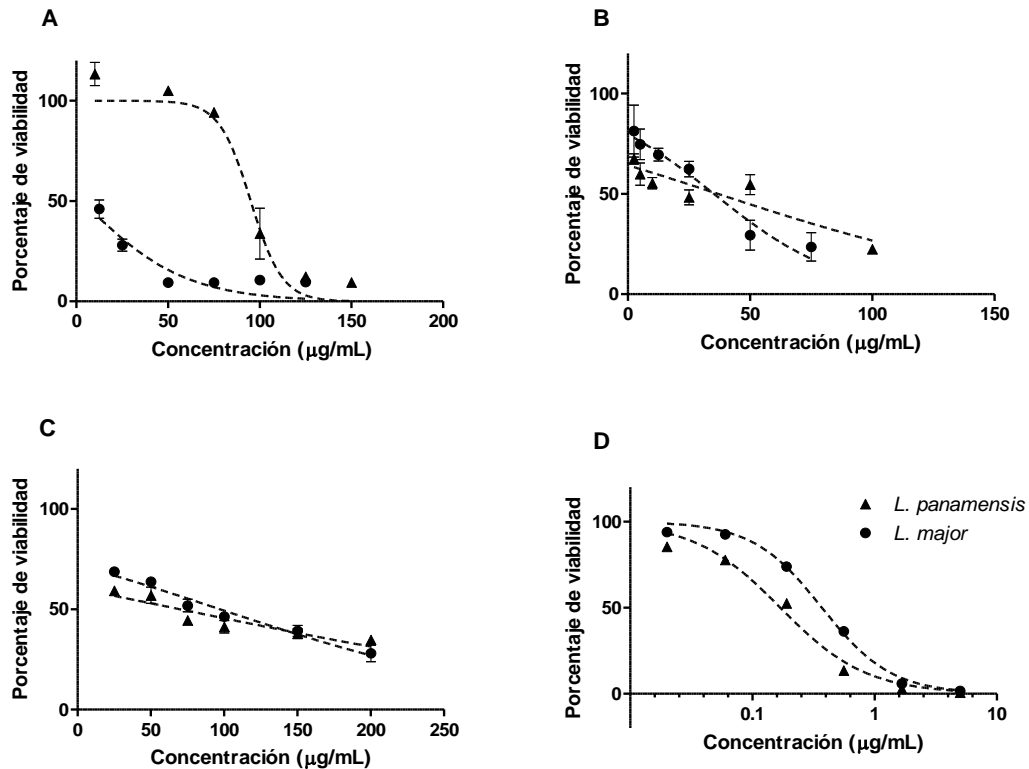 A
Porcentaje de viabilidad
100
50
0
0 50 100 150 200
Concentración (μg/mL)
B
Porcentaje de viabilidad
100
50
0
0 50 100 150
Concentración (μg/mL)
C
Porcentaje de viabilidad
100
50
0
0 50 100 150 200 250
Concentración (μg/mL)
D
Porcentaje de viabilidad
100
50
0
0.1 1 10
Concentración (μg/mL)
L. panamensis
L. major